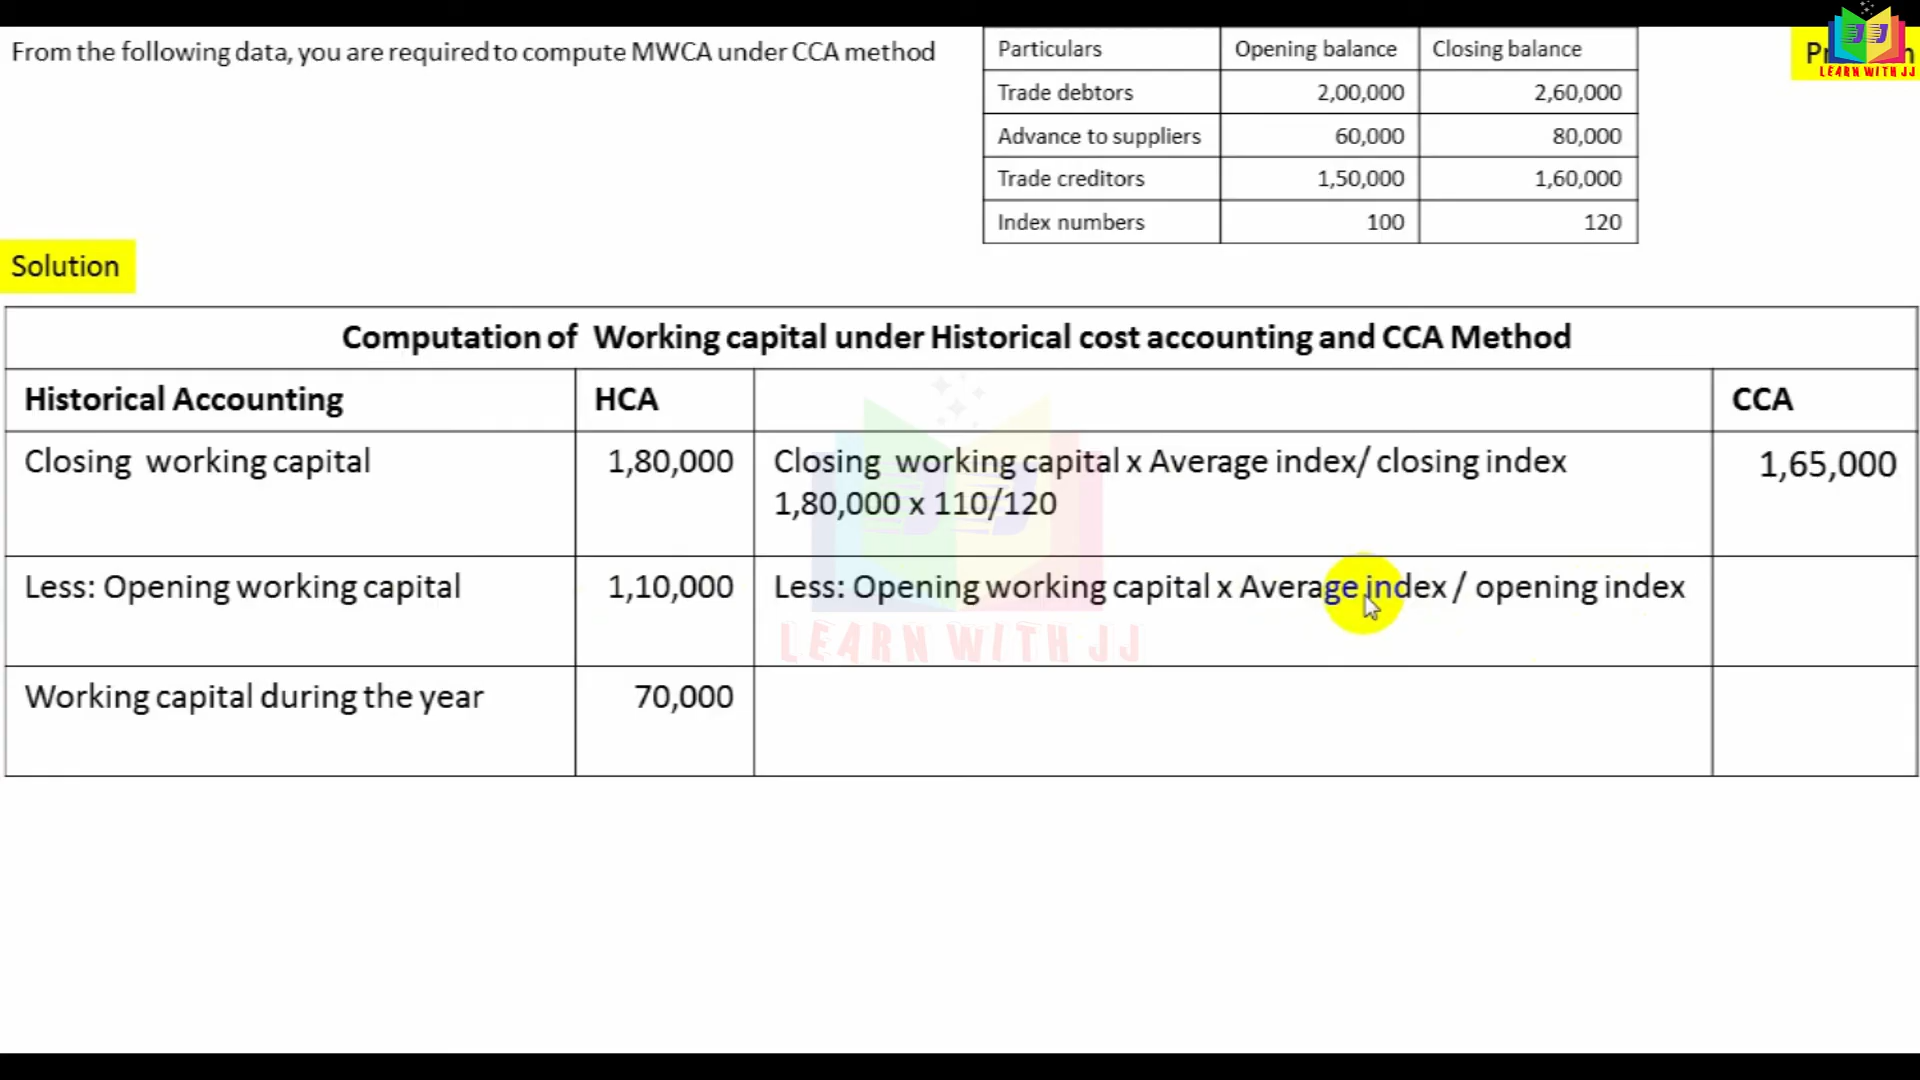 From the following data, you are required to compute MWCA under CCA method
Particulars Opening balance Closing balance
Trade debtors 2,00,000 2,60,000
Advance to suppliers 60,000 80,000
Trade creditors 1,50,000 1,60,000
Index numbers 100 120
LEARN WITH JJ
Solution
Computation of Working capital under Historical cost accounting and CCA Method
Historical Accounting HCA CCA
Closing working capital 1,80,000 Closing working capital x Average index/ closing index 1,65,000
1,80,000 x 110/120
Less: Opening working capital 1,10,000 Less: Opening working capital x Average index / opening index
LEARN WITH JJ
Working capital during the year 70,000